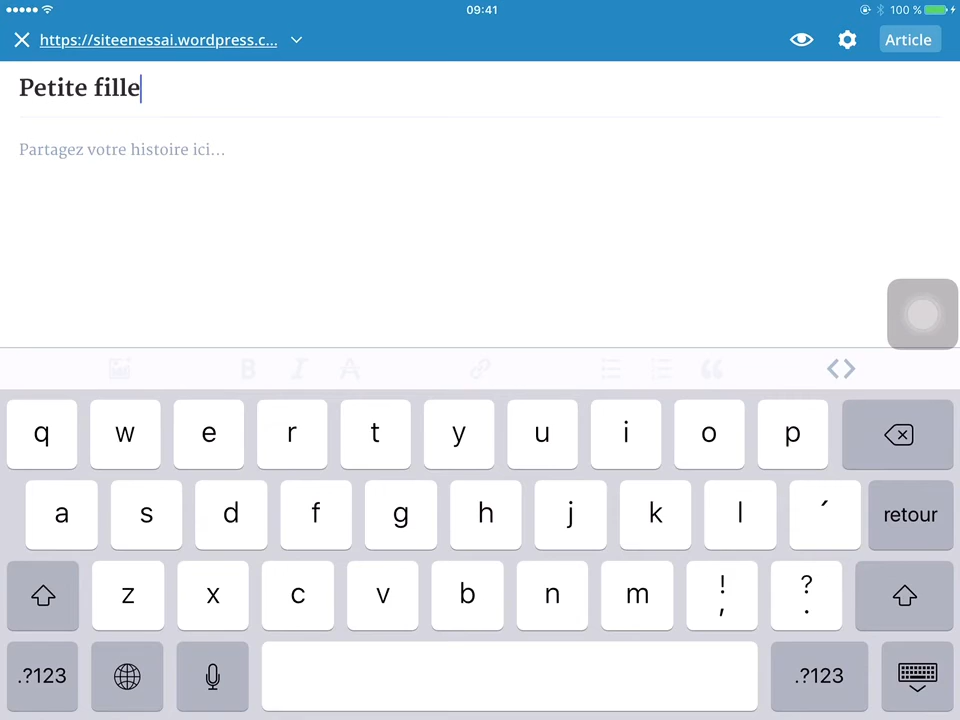 09:41
100 %
https://siteenessai.wordpress.c...
Article
Petite fille
Partagez votre histoire ici...
B I A
q w e r t y u i o p
a s d f g h j k l ´ retour
z x c v b n m ! , ? .
.?123 .?123